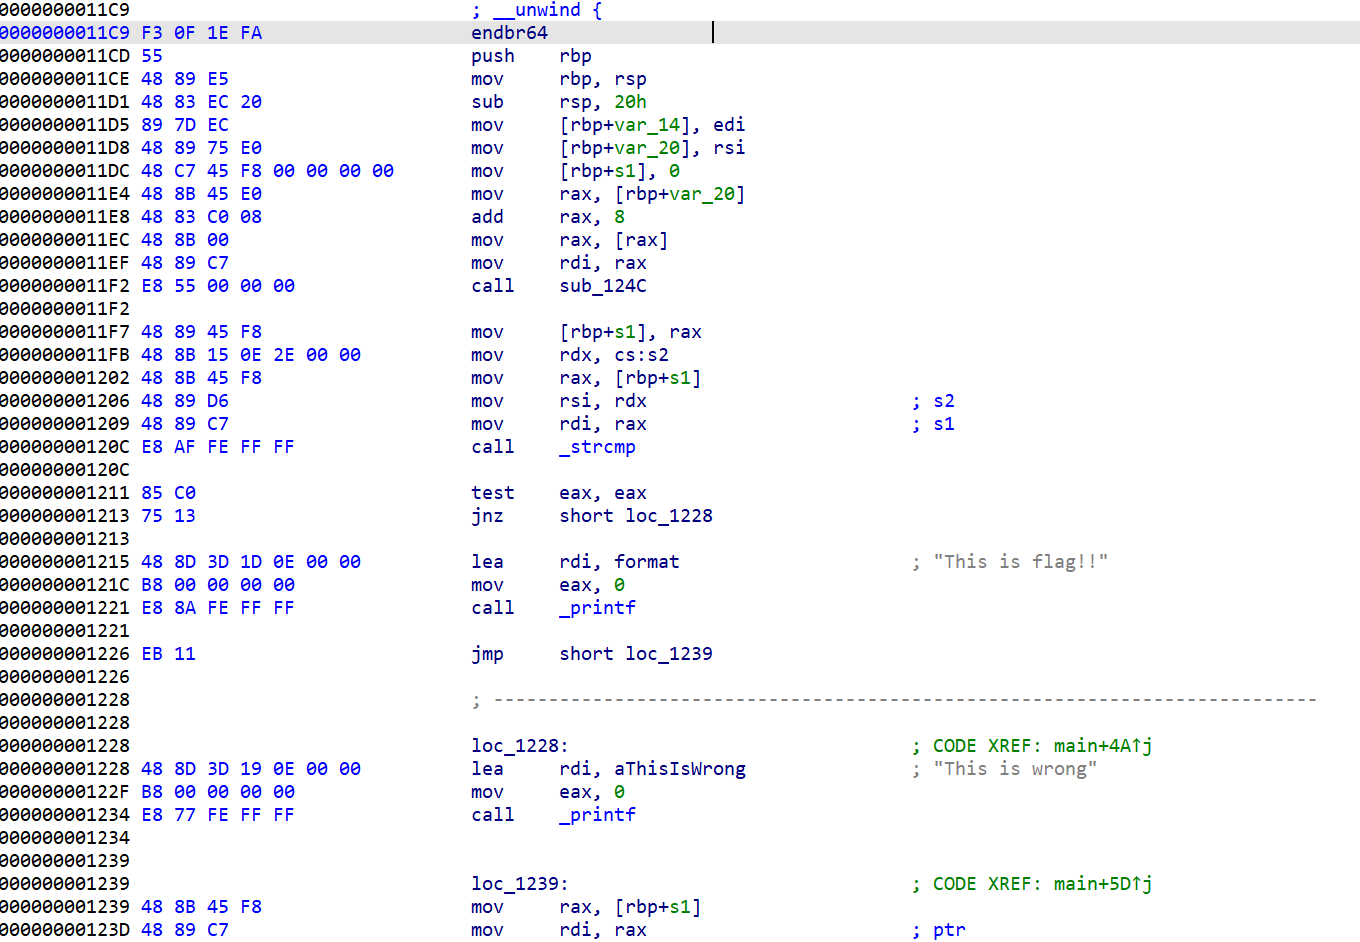 0000000011C9 ; __unwind {
0000000011C9 F3 0F 1E FA endbr64
0000000011CD 55 push rbp
0000000011CE 48 89 E5 mov rbp, rsp
0000000011D1 48 83 EC 20 sub rsp, 20h
0000000011D5 89 7D EC mov [rbp+var_14], edi
0000000011D8 48 89 75 E0 mov [rbp+var_20], rsi
0000000011DC 48 C7 45 F8 00 00 00 00 mov [rbp+s1], 0
0000000011E4 48 8B 45 E0 mov rax, [rbp+var_20]
0000000011E8 48 83 C0 08 add rax, 8
0000000011EC 48 8B 00 mov rax, [rax]
0000000011EF 48 89 C7 mov rdi, rax
0000000011F2 E8 55 00 00 00 call sub_124C
0000000011F2
0000000011F7 48 89 45 F8 mov [rbp+s1], rax
0000000011FB 48 8B 15 0E 2E 00 00 mov rdx, cs:s2
000000001202 48 8B 45 F8 mov rax, [rbp+s1]
000000001206 48 89 D6 mov rsi, rdx ; s2
000000001209 48 89 C7 mov rdi, rax ; s1
00000000120C E8 AF FE FF FF call _strcmp
00000000120C
000000001211 85 C0 test eax, eax
000000001213 75 13 jnz short loc_1228
000000001213
000000001215 48 8D 3D 1D 0E 00 00 lea rdi, format ; "This is flag!!"
00000000121C B8 00 00 00 00 mov eax, 0
000000001221 E8 8A FE FF FF call _printf
000000001221
000000001226 EB 11 jmp short loc_1239
000000001226
000000001228 ; ---------------------------------------------------------------------------
000000001228
000000001228 loc_1228: ; CODE XREF: main+4A↑j
000000001228 48 8D 3D 19 0E 00 00 lea rdi, aThisIsWrong ; "This is wrong"
00000000122F B8 00 00 00 00 mov eax, 0
000000001234 E8 77 FE FF FF call _printf
000000001234
000000001239
000000001239 loc_1239: ; CODE XREF: main+5D↑j
000000001239 48 8B 45 F8 mov rax, [rbp+s1]
00000000123D 48 89 C7 mov rdi, rax ; ptr